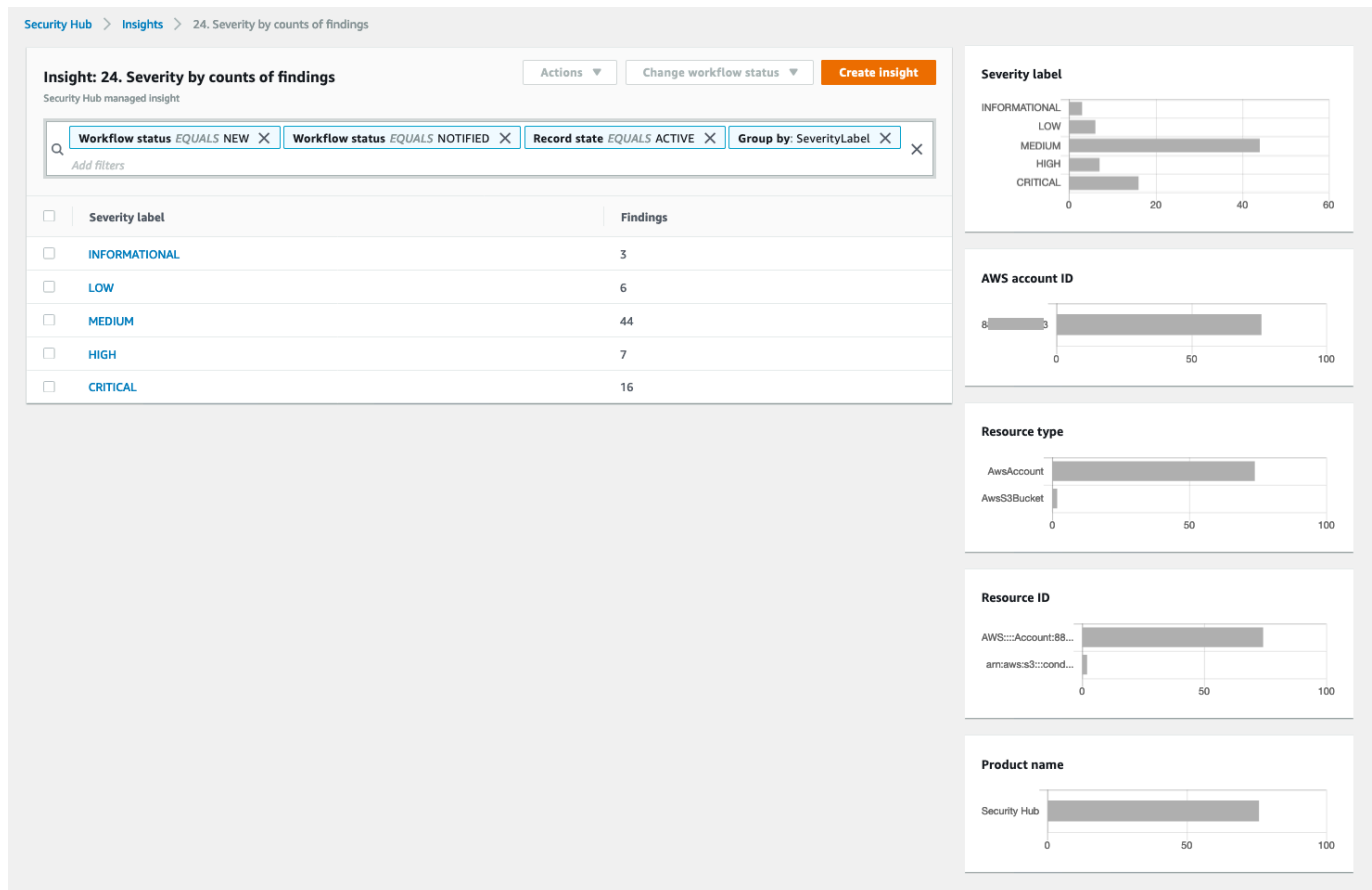 Security Hub > Insights > 24. Severity by counts of findings
Insight: 24. Severity by counts of findings
Security Hub managed insight
Actions ▼
Change workflow status ▼
Create insight
Workflow status EQUALS NEW ✕ Workflow status EQUALS NOTIFIED ✕ Record state EQUALS ACTIVE ✕ Group by: SeverityLabel ✕
Add filters
Severity label Findings
INFORMATIONAL 3
LOW 6
MEDIUM 44
HIGH 7
CRITICAL 16
Severity label
INFORMATIONAL
LOW
MEDIUM
HIGH
CRITICAL
0 20 40 60
AWS account ID
8 3
0 50 100
Resource type
AwsAccount
AwsS3Bucket
0 50 100
Resource ID
AWS::::Account:88...
arn:aws:s3:::cond...
0 50 100
Product name
Security Hub
0 50 100